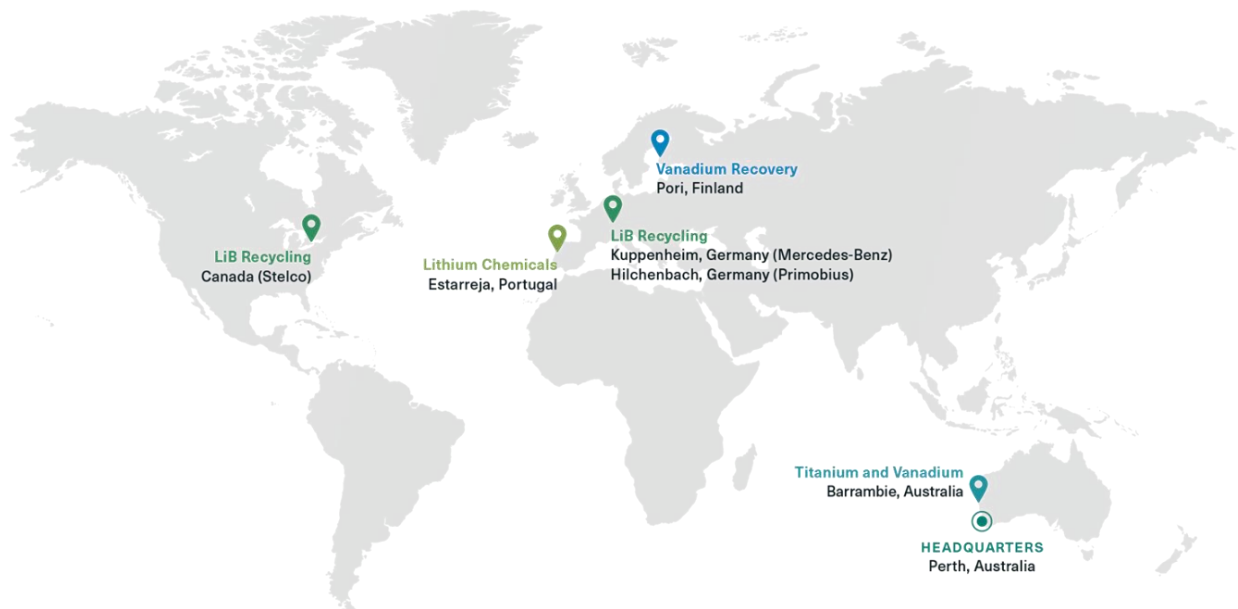 Vanadium Recovery
Pori, Finland
LiB Recycling
Canada (Stelco)
Lithium Chemicals
Estarreja, Portugal
LiB Recycling
Kuppenheim, Germany (Mercedes-Benz)
Hilchenbach, Germany (Primobius)
Titanium and Vanadium
Barrambie, Australia
HEADQUARTERS
Perth, Australia